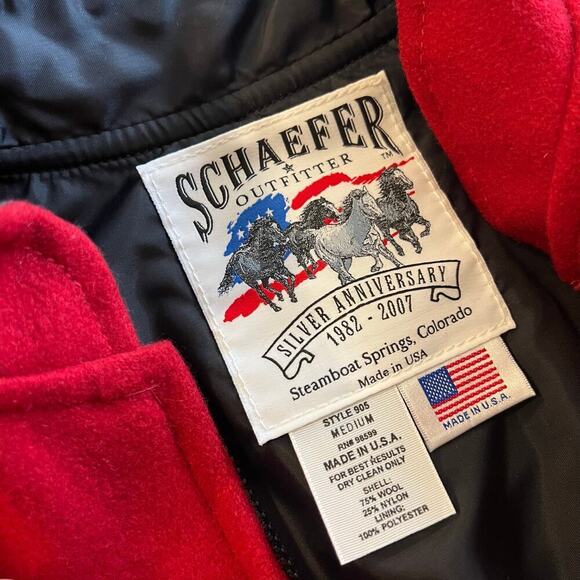 SCHAEFER
OUTFITTER
TM
SILVER ANNIVERSARY
1982 - 2007
Steamboat Springs, Colorado
Made in USA
MADE IN U.S.A.
STYLE 905
MEDIUM
RN# 98599
MADE IN U.S.A.
FOR BEST RESULTS
DRY CLEAN ONLY
SHELL:
75% WOOL
25% NYLON
LINING:
100% POLYESTER